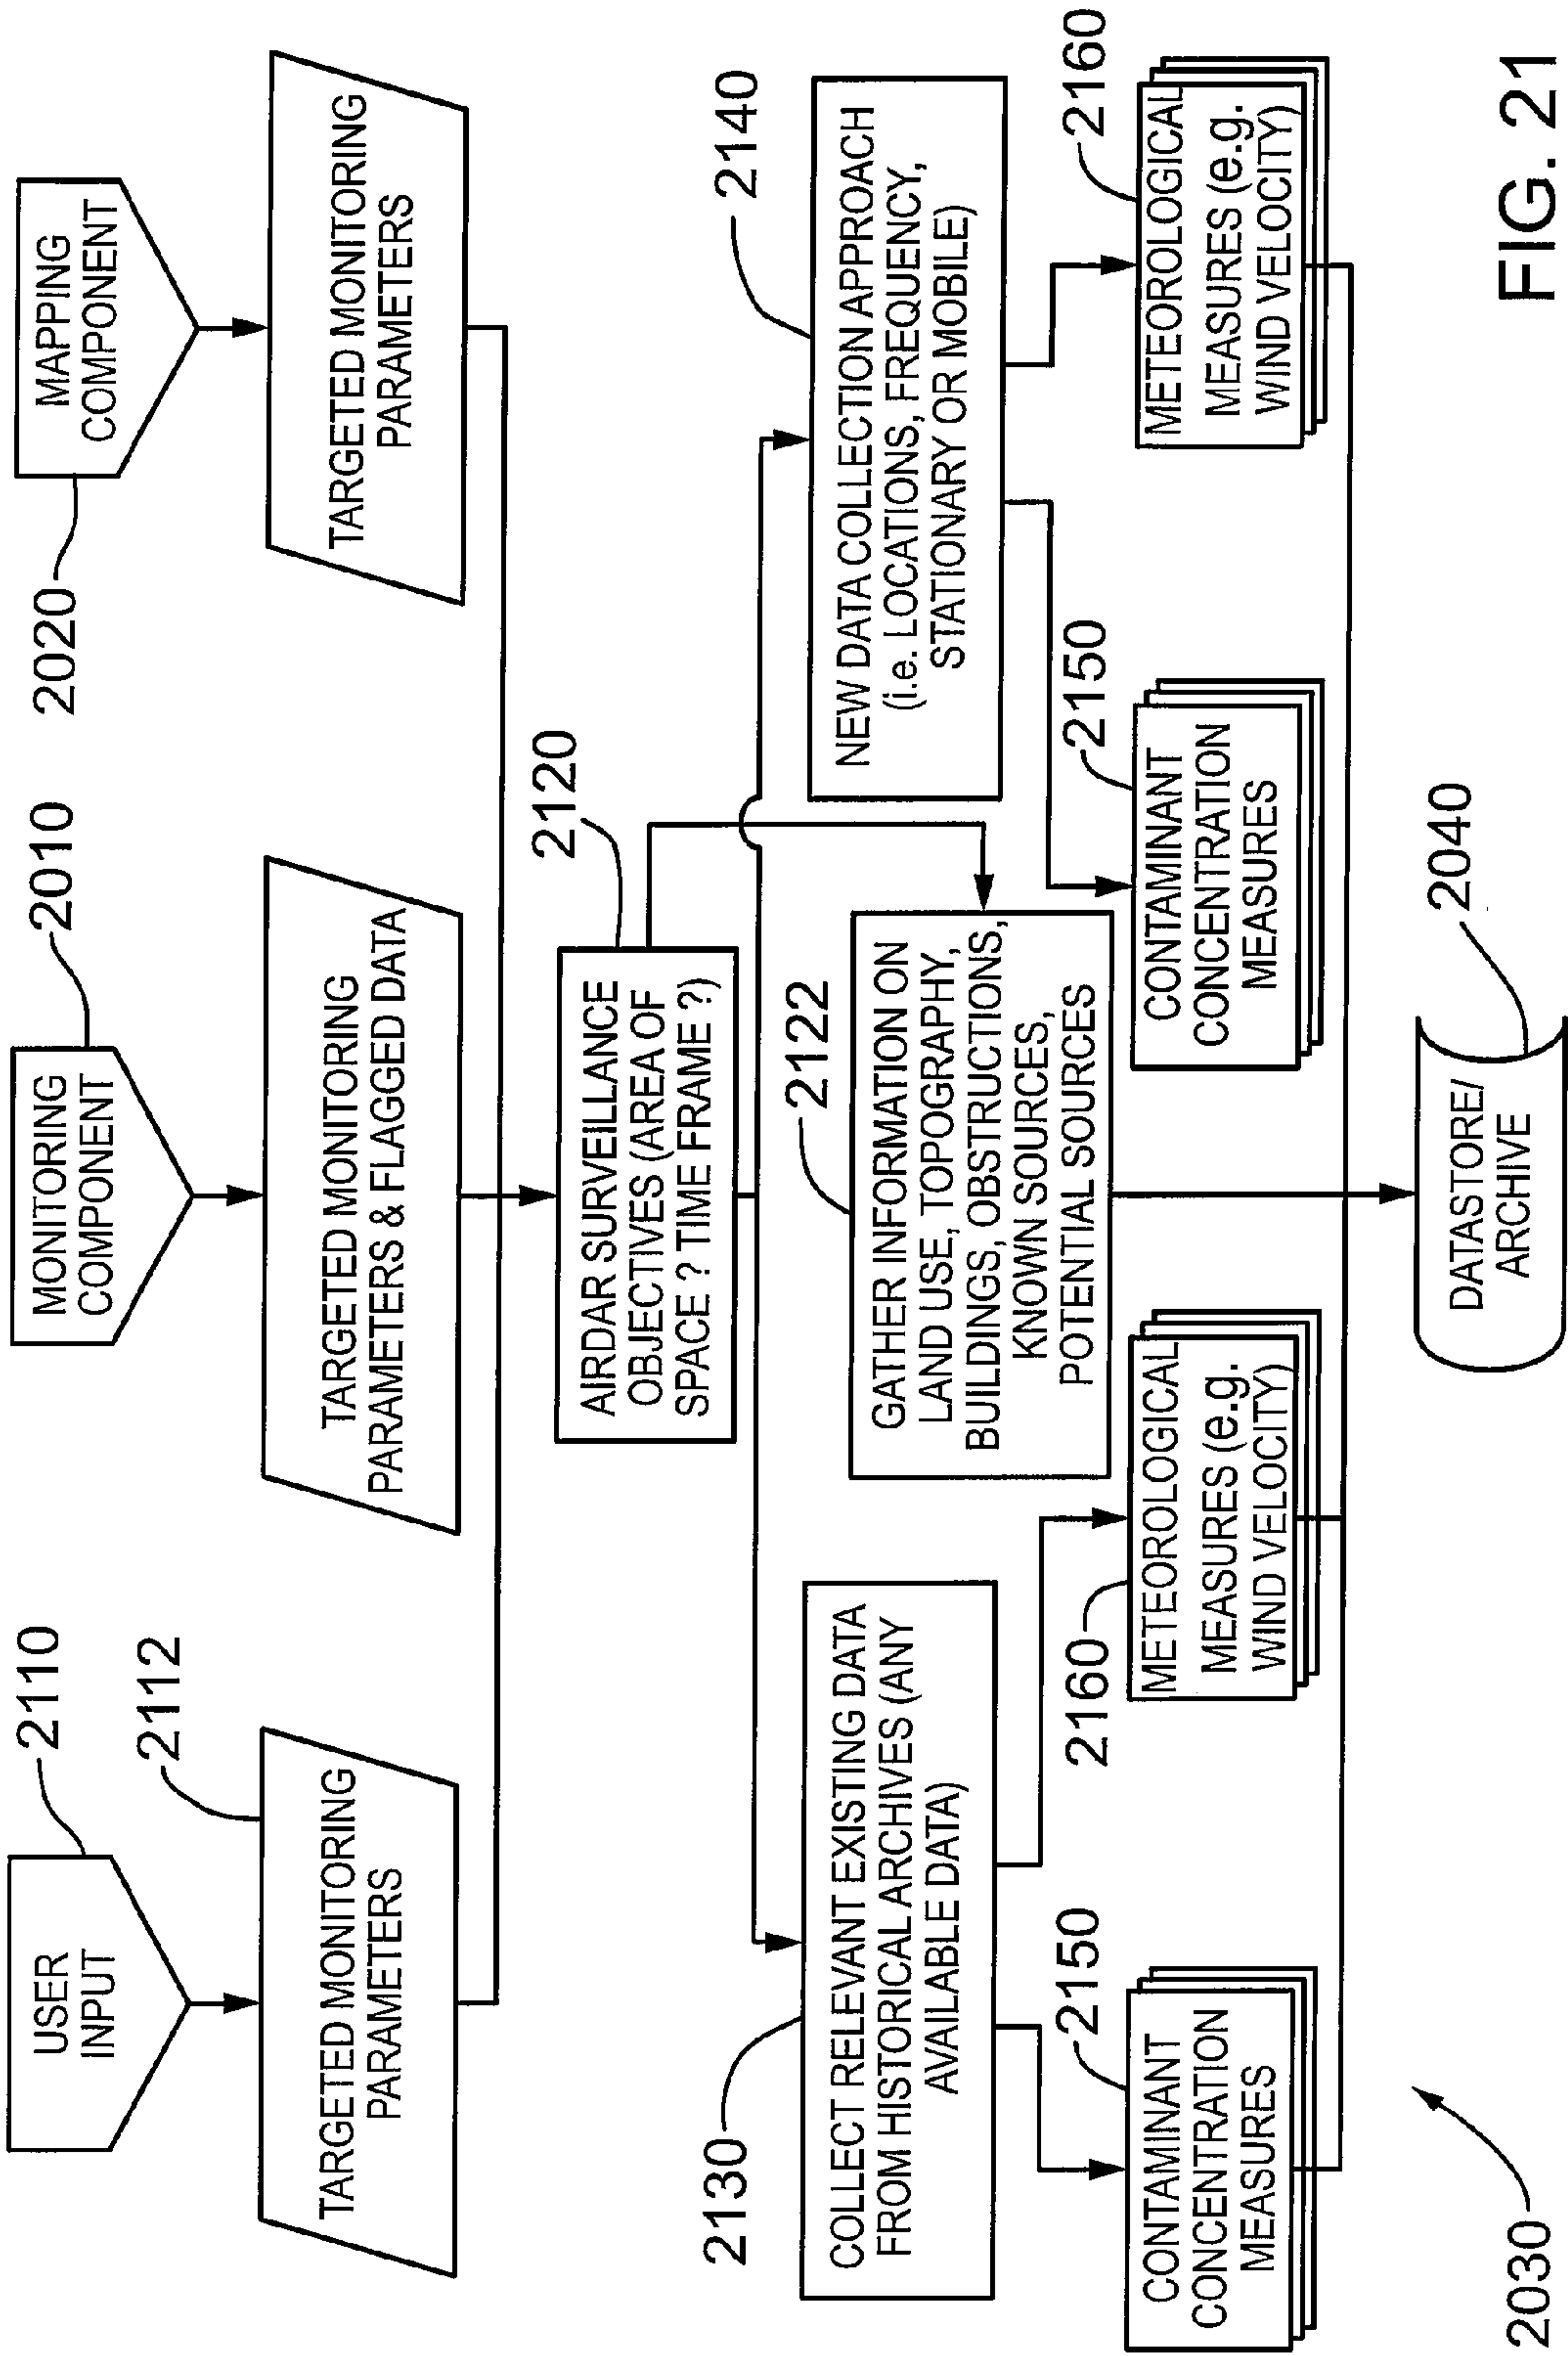 2110
USER
INPUT
2112
TARGETED MONITORING
PARAMETERS
2010
MONITORING
COMPONENT
TARGETED MONITORING
PARAMETERS & FLAGGED DATA
2020
MAPPING
COMPONENT
TARGETED MONITORING
PARAMETERS
2120
AIRDAR SURVEILLANCE
OBJECTIVES (AREA OF
SPACE ? TIME FRAME ?)
2130
COLLECT RELEVANT EXISTING DATA
FROM HISTORICAL ARCHIVES (ANY
AVAILABLE DATA)
2122
GATHER INFORMATION ON
LAND USE, TOPOGRAPHY,
BUILDINGS, OBSTRUCTIONS,
KNOWN SOURCES,
POTENTIAL SOURCES
2140
NEW DATA COLLECTION APPROACH
(i.e. LOCATIONS, FREQUENCY,
STATIONARY OR MOBILE)
2150
CONTAMINANT
CONCENTRATION
MEASURES
2160
METEOROLOGICAL
MEASURES (e.g.
WIND VELOCITY)
2150
CONTAMINANT
CONCENTRATION
MEASURES
2160
METEOROLOGICAL
MEASURES (e.g.
WIND VELOCITY)
2040
DATASTORE/
ARCHIVE
2030
FIG. 21